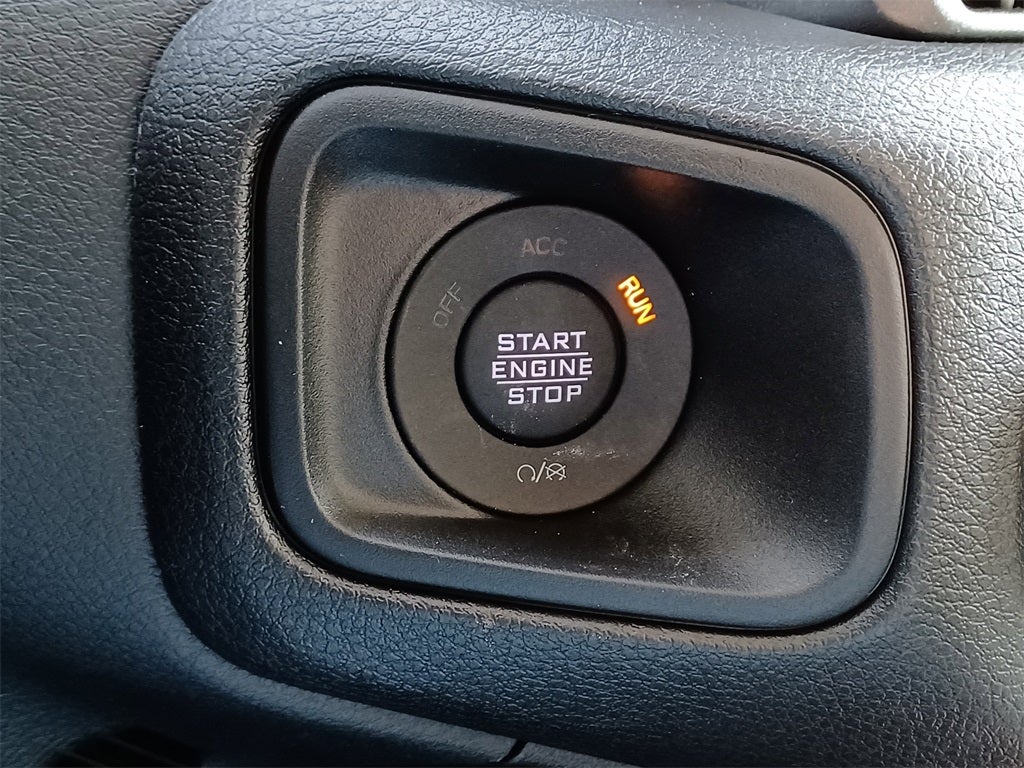 ACC
OFF
RUN
START
ENGINE
STOP